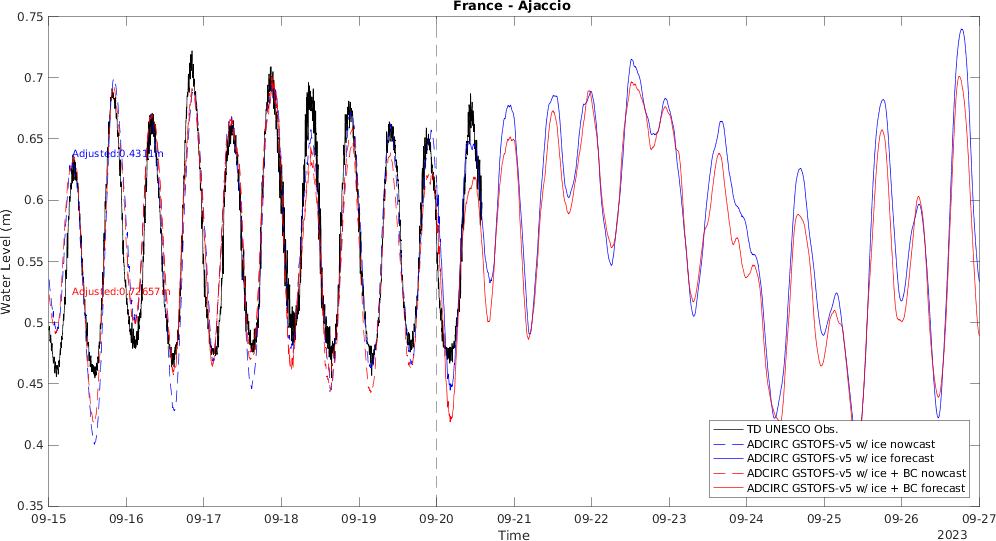 France - Ajaccio
Water Level (m)
0.75
0.7
0.65
0.6
0.55
0.5
0.45
0.4
0.35
Adjusted:0.4311m
Adjusted:0.72657m
TD UNESCO Obs.
ADCIRC GSTOFS-v5 w/ ice nowcast
ADCIRC GSTOFS-v5 w/ ice forecast
ADCIRC GSTOFS-v5 w/ ice + BC nowcast
ADCIRC GSTOFS-v5 w/ ice + BC forecast
09-15 09-16 09-17 09-18 09-19 09-20 09-21 09-22 09-23 09-24 09-25 09-26 09-27
Time
2023